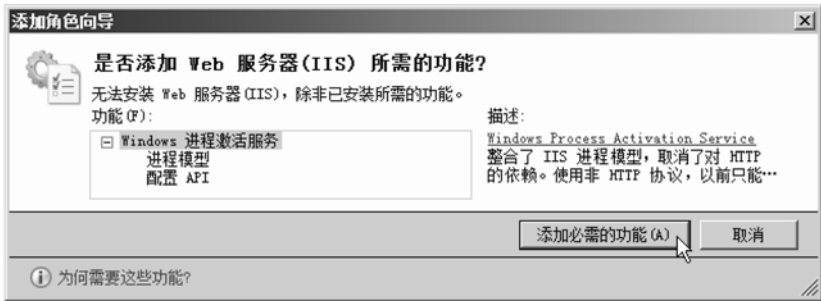 添加角色向导
是否添加 Web 服务器(IIS) 所需的功能?
无法安装 Web 服务器(IIS)，除非已安装所需的功能。
功能(F):
Windows 进程激活服务
进程模型
配置 API
描述:
Windows Process Activation Service
整合了 IIS 进程模型，取消了对 HTTP
的依赖。使用非 HTTP 协议，以前只能…
添加必需的功能(A)
取消
为何需要这些功能?